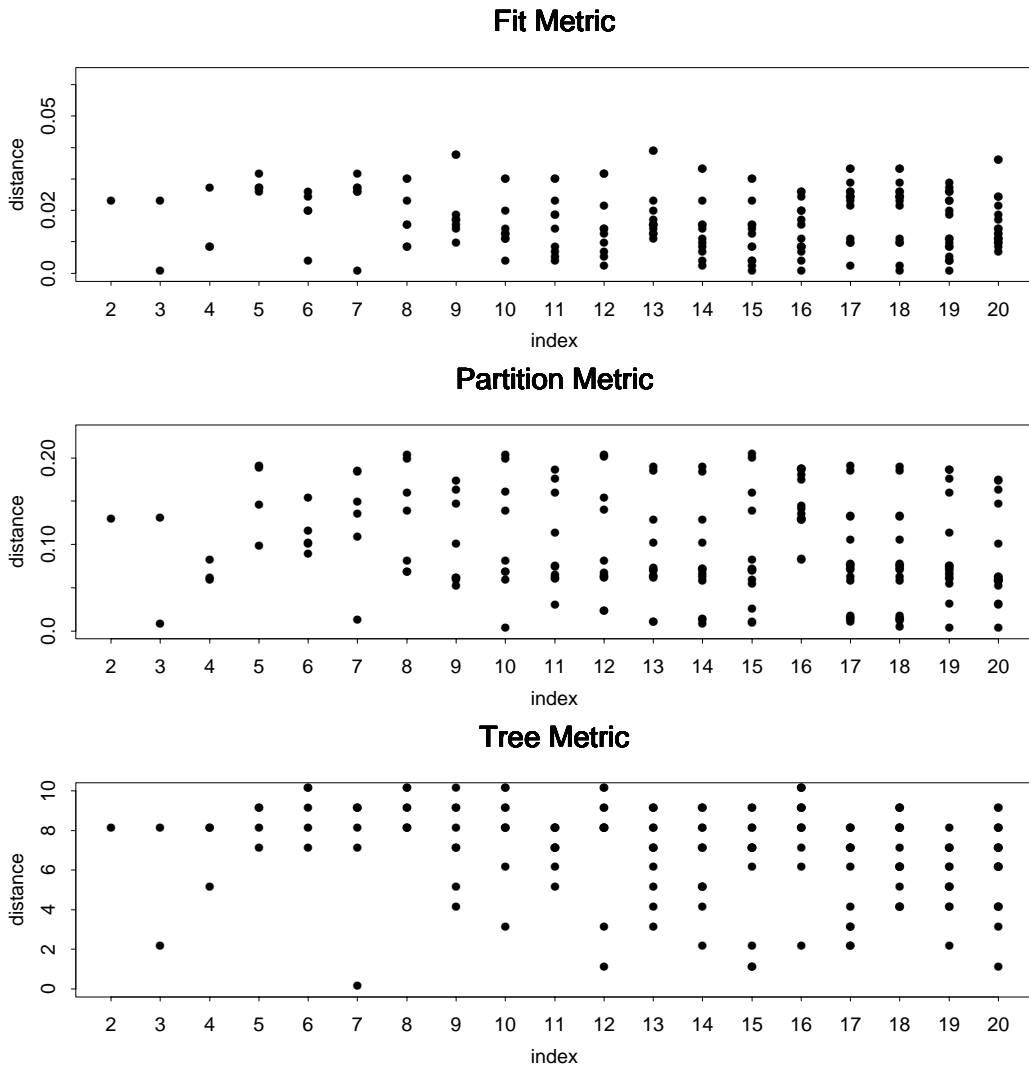 Fit Metric
distance
0.05
0.02
0.0
2 3 4 5 6 7 8 9 10 11 12 13 14 15 16 17 18 19 20
index
Partition Metric
distance
0.20
0.10
0.0
2 3 4 5 6 7 8 9 10 11 12 13 14 15 16 17 18 19 20
index
Tree Metric
distance
10
8
6
4
2
0
2 3 4 5 6 7 8 9 10 11 12 13 14 15 16 17 18 19 20
index